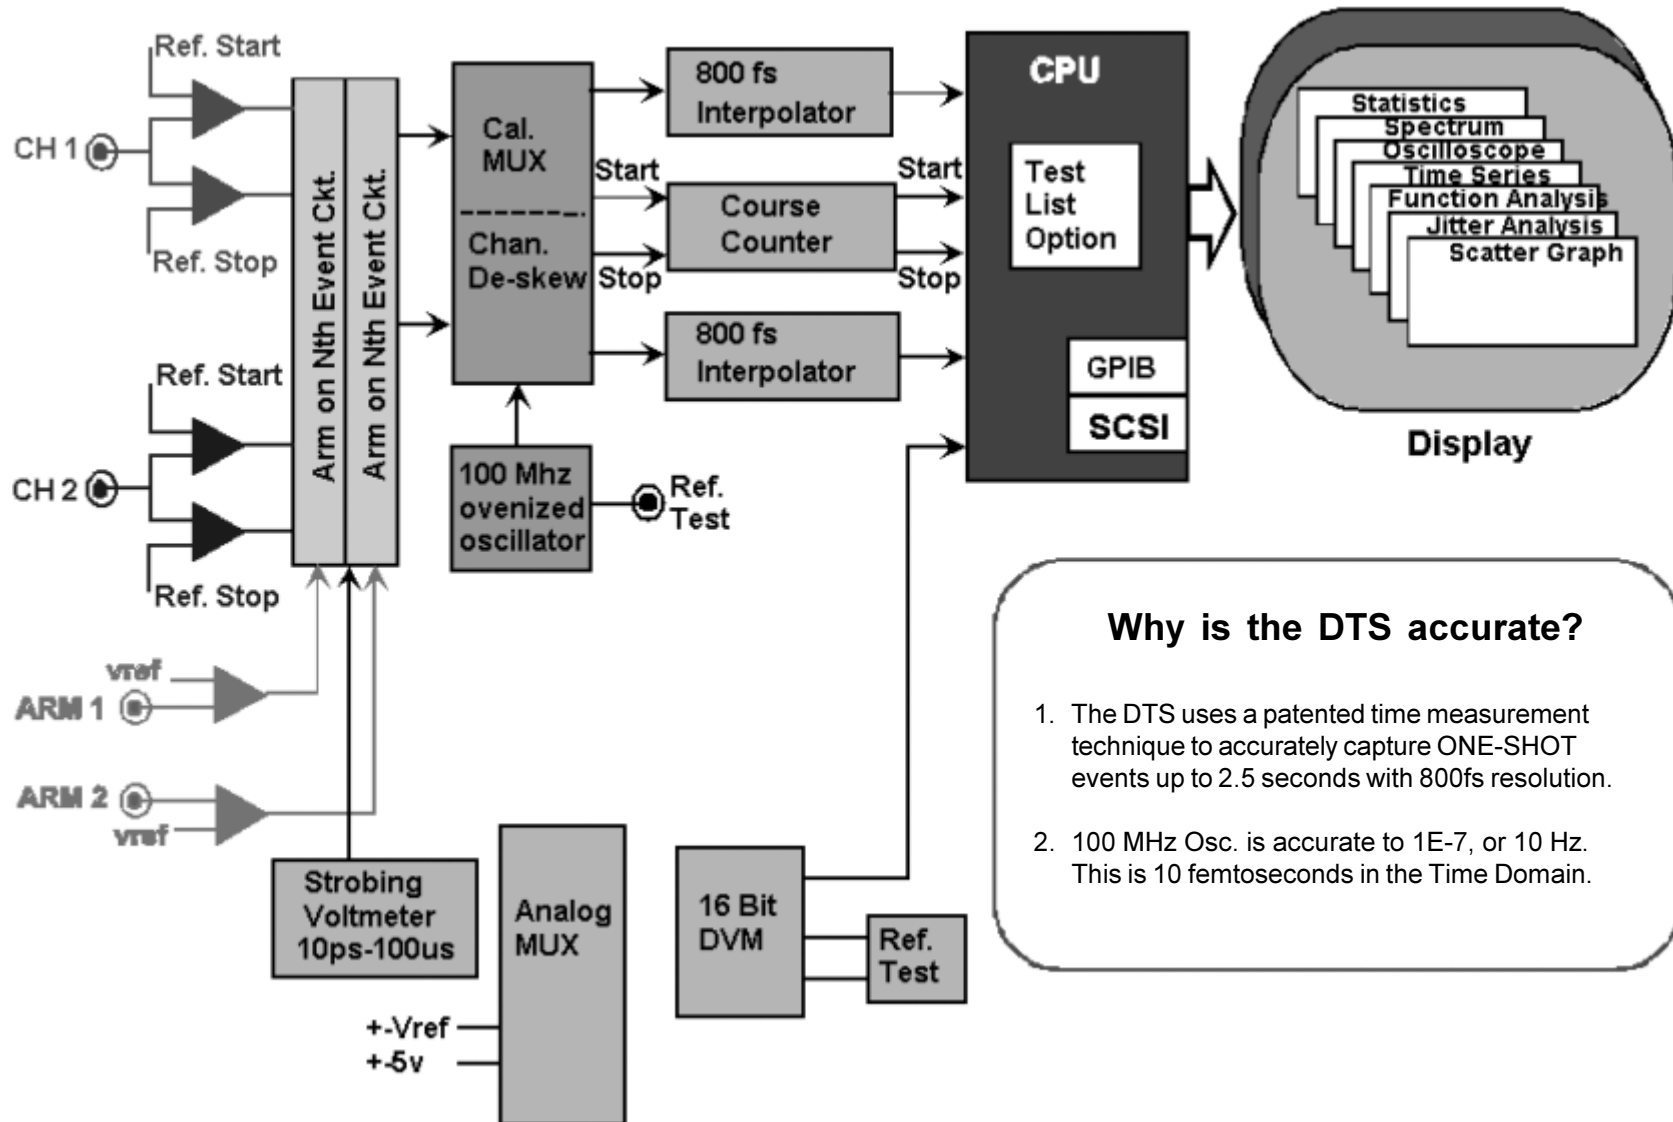 Ref. Start
CH 1
Ref. Stop
Ref. Start
CH 2
Ref. Stop
vref
ARM 1
ARM 2
vref
Arm on Nth Event Ckt.
Arm on Nth Event Ckt.
Strobing
Voltmeter
10ps-100us
Cal.
MUX
Chan.
De-skew
100 Mhz
ovenized
oscillator
Ref.
Test
800 fs
Interpolator
Start
Stop
Course
Counter
Start
Stop
800 fs
Interpolator
CPU
Test
List
Option
GPIB
SCSI
Statistics
Spectrum
Oscilloscope
Time Series
Function Analysis
Jitter Analysis
Scatter Graph
Display
Analog
MUX
+-Vref
+-5v
16 Bit
DVM
Ref.
Test
Why is the DTS accurate?
1. The DTS uses a patented time measurement
technique to accurately capture ONE-SHOT
events up to 2.5 seconds with 800fs resolution.
2. 100 MHz Osc. is accurate to 1E-7, or 10 Hz.
This is 10 femtoseconds in the Time Domain.